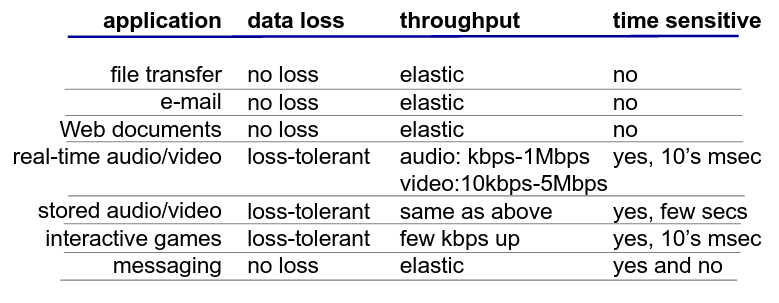 application data loss throughput time sensitive
file transfer no loss elastic no
e-mail no loss elastic no
Web documents no loss elastic no
real-time audio/video loss-tolerant audio: kbps-1Mbps yes, 10's msec
video:10kbps-5Mbps
stored audio/video loss-tolerant same as above yes, few secs
interactive games loss-tolerant few kbps up yes, 10's msec
messaging no loss elastic yes and no